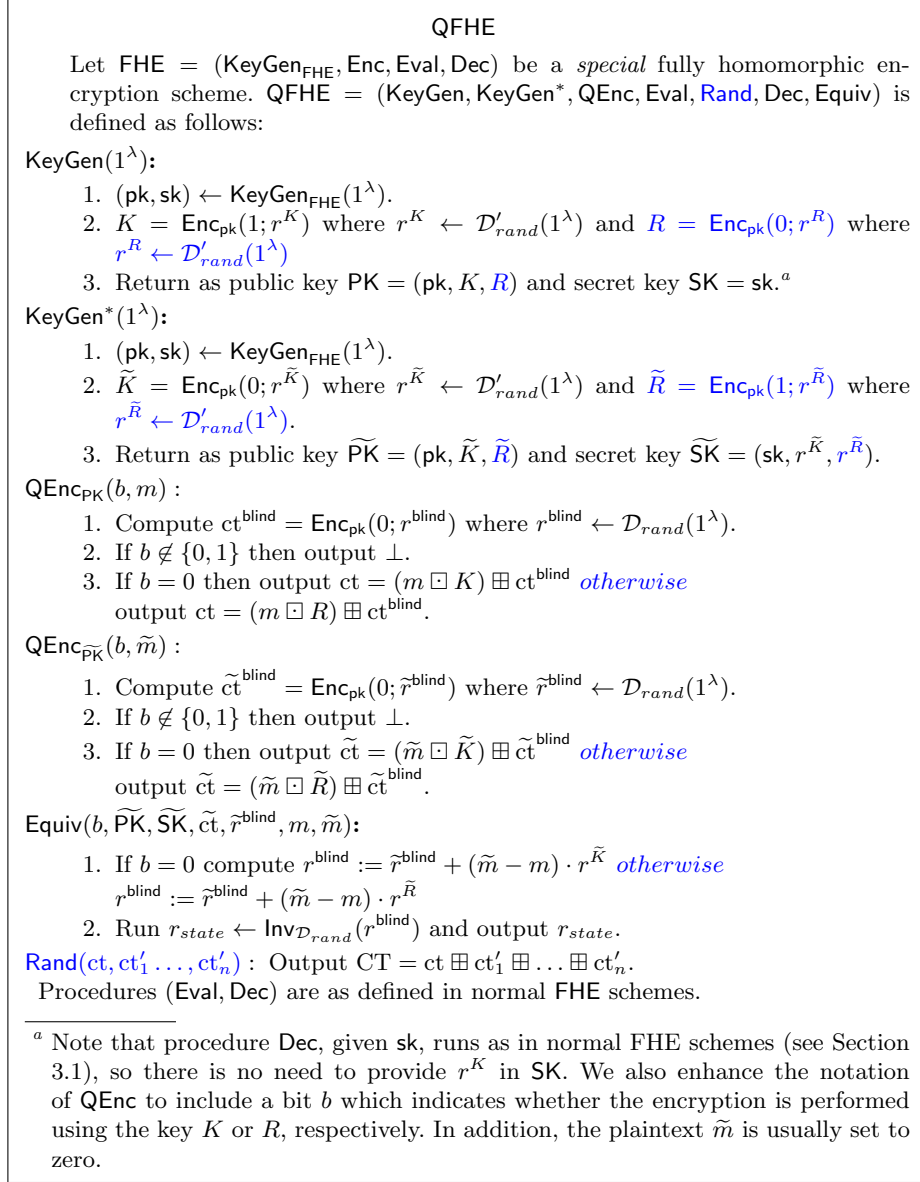 QFHE
Let FHE = (KeyGen_FHE, Enc, Eval, Dec) be a special fully homomorphic en-
cryption scheme. QFHE = (KeyGen, KeyGen*, QEnc, Eval, Rand, Dec, Equiv) is
defined as follows:
KeyGen(1^λ):
1. (pk, sk) ← KeyGen_FHE(1^λ).
2. K = Enc_pk(1; r^K) where r^K ← D′_rand(1^λ) and R = Enc_pk(0; r^R) where
r^R ← D′_rand(1^λ)
3. Return as public key PK = (pk, K, R) and secret key SK = sk.^a
KeyGen*(1^λ):
1. (pk, sk) ← KeyGen_FHE(1^λ).
2. K̃ = Enc_pk(0; r^K̃) where r^K̃ ← D′_rand(1^λ) and R̃ = Enc_pk(1; r^R̃) where
r^R̃ ← D′_rand(1^λ).
3. Return as public key P̃K̃ = (pk, K̃, R̃) and secret key S̃K̃ = (sk, r^K̃, r^R̃).
QEnc_PK(b, m) :
1. Compute ct^blind = Enc_pk(0; r^blind) where r^blind ← D_rand(1^λ).
2. If b ∉ {0, 1} then output ⊥.
3. If b = 0 then output ct = (m ⊡ K) ⊞ ct^blind otherwise
output ct = (m ⊡ R) ⊞ ct^blind.
QEnc_P̃K̃(b, m̃) :
1. Compute c̃t̃^blind = Enc_pk(0; r̃^blind) where r̃^blind ← D_rand(1^λ).
2. If b ∉ {0, 1} then output ⊥.
3. If b = 0 then output c̃t̃ = (m̃ ⊡ K̃) ⊞ c̃t̃^blind otherwise
output c̃t̃ = (m̃ ⊡ R̃) ⊞ c̃t̃^blind.
Equiv(b, P̃K̃, S̃K̃, c̃t̃, r̃^blind, m, m̃):
1. If b = 0 compute r^blind := r̃^blind + (m̃ − m) · r^K̃ otherwise
r^blind := r̃^blind + (m̃ − m) · r^R̃
2. Run r_state ← Inv_D_rand(r^blind) and output r_state.
Rand(ct, ct′_1 . . . , ct′_n) : Output CT = ct ⊞ ct′_1 ⊞ . . . ⊞ ct′_n.
Procedures (Eval, Dec) are as defined in normal FHE schemes.
^a Note that procedure Dec, given sk, runs as in normal FHE schemes (see Section
3.1), so there is no need to provide r^K in SK. We also enhance the notation
of QEnc to include a bit b which indicates whether the encryption is performed
using the key K or R, respectively. In addition, the plaintext m̃ is usually set to
zero.